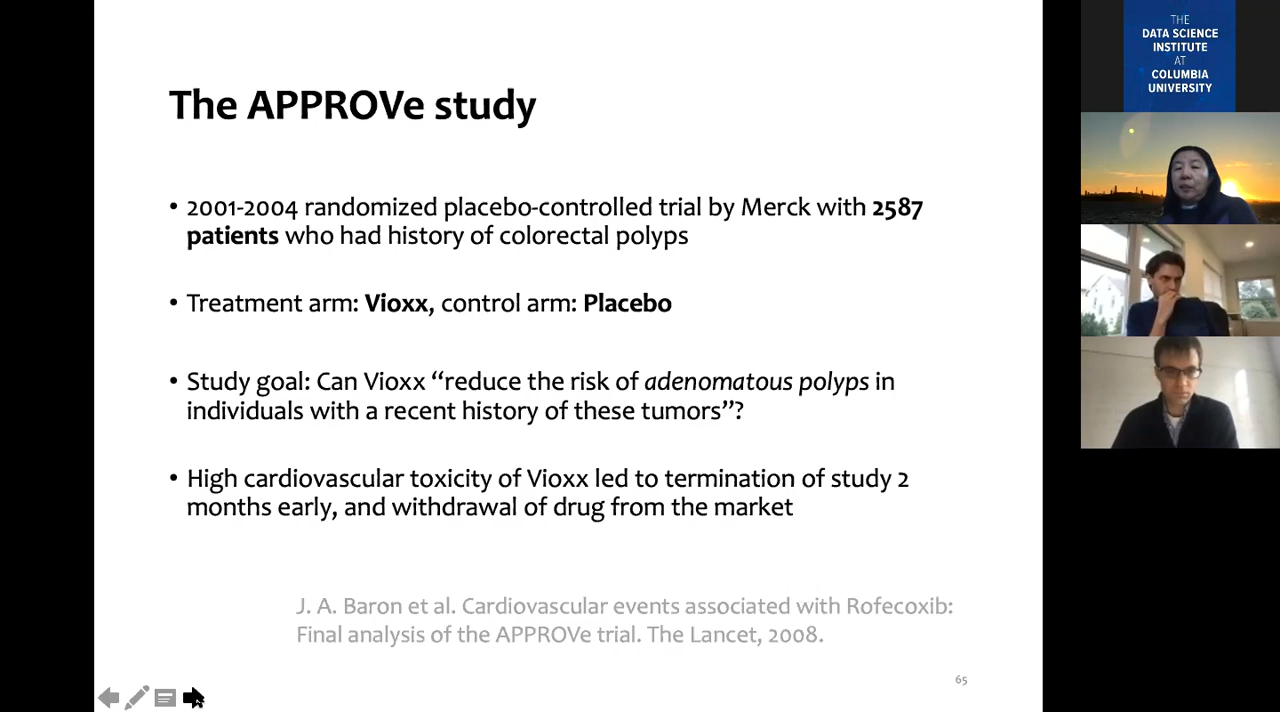 The APPROVe study
• 2001-2004 randomized placebo-controlled trial by Merck with 2587
patients who had history of colorectal polyps
• Treatment arm: Vioxx, control arm: Placebo
• Study goal: Can Vioxx “reduce the risk of adenomatous polyps in
individuals with a recent history of these tumors”?
• High cardiovascular toxicity of Vioxx led to termination of study 2
months early, and withdrawal of drug from the market
J. A. Baron et al. Cardiovascular events associated with Rofecoxib:
Final analysis of the APPROVe trial. The Lancet, 2008.
65
THE
DATA SCIENCE
INSTITUTE
AT
COLUMBIA
UNIVERSITY